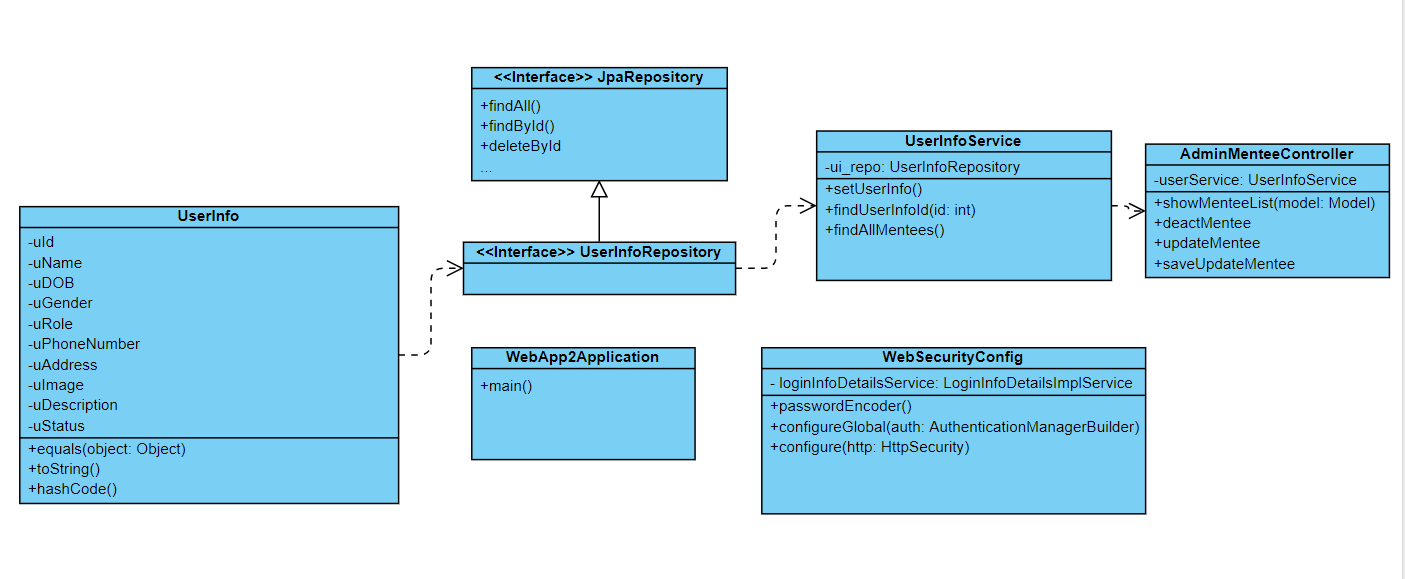 <<Interface>> JpaRepository
+findAll()
+findById()
+deleteById
...
UserInfoService
-ui_repo: UserInfoRepository
+setUserInfo()
+findUserInfoId(id: int)
+findAllMentees()
AdminMenteeController
-userService: UserInfoService
+showMenteeList(model: Model)
+deactMentee
+updateMentee
+saveUpdateMentee
UserInfo
-uId
-uName
-uDOB
-uGender
-uRole
-uPhoneNumber
-uAddress
-uImage
-uDescription
-uStatus
+equals(object: Object)
+toString()
+hashCode()
<<Interface>> UserInfoRepository
WebApp2Application
+main()
WebSecurityConfig
- loginInfoDetailsService: LoginInfoDetailsImplService
+passwordEncoder()
+configureGlobal(auth: AuthenticationManagerBuilder)
+configure(http: HttpSecurity)